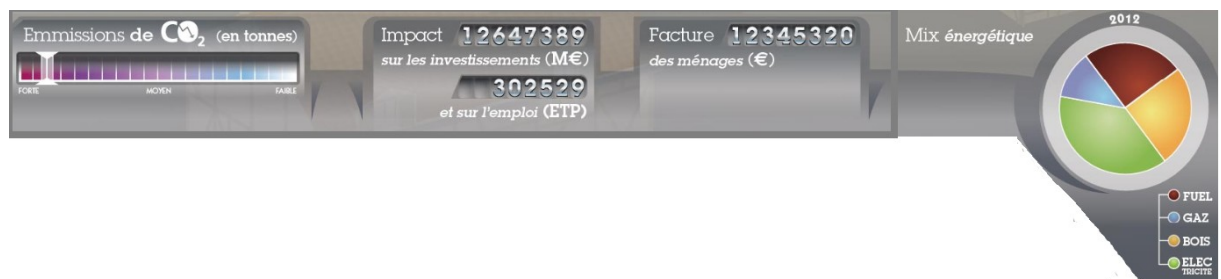 Emmissions de CO2 (en tonnes)
FORTE MOYEN FAIBLE
Impact 12647389
sur les investissements (M€)
302529
et sur l'emploi (ETP)
Facture 12345320
des ménages (€)
Mix énergétique
2012
FUEL
GAZ
BOIS
ELEC
TRICITE